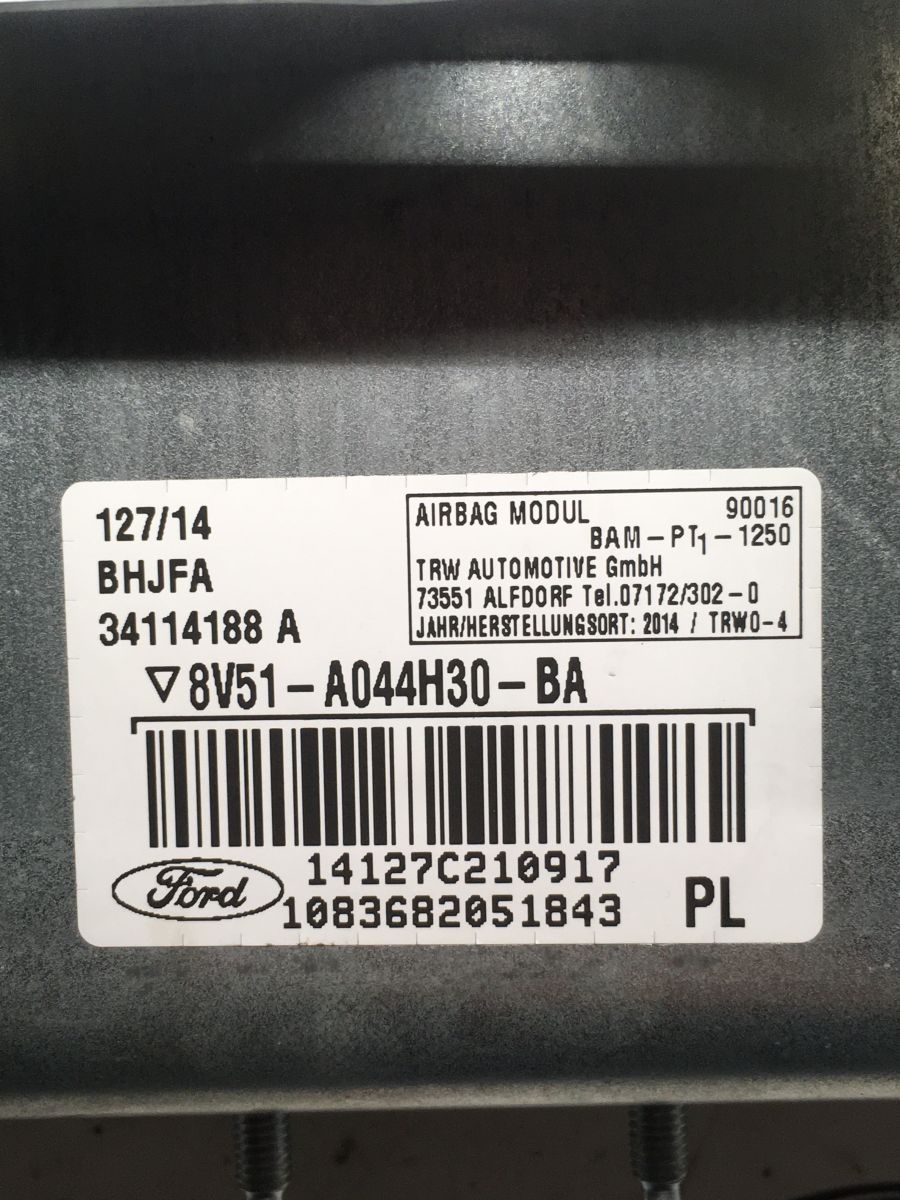 127/14
BHJFA
34114188 A
AIRBAG MODUL 90016
BAM-PT1-1250
TRW AUTOMOTIVE GmbH
73551 ALFDORF Tel.07172/302-0
JAHR/HERSTELLUNGSORT: 2014 / TRWO-4
▽8V51-A044H30-BA
14127C210917
Ford
1083682051843
PL